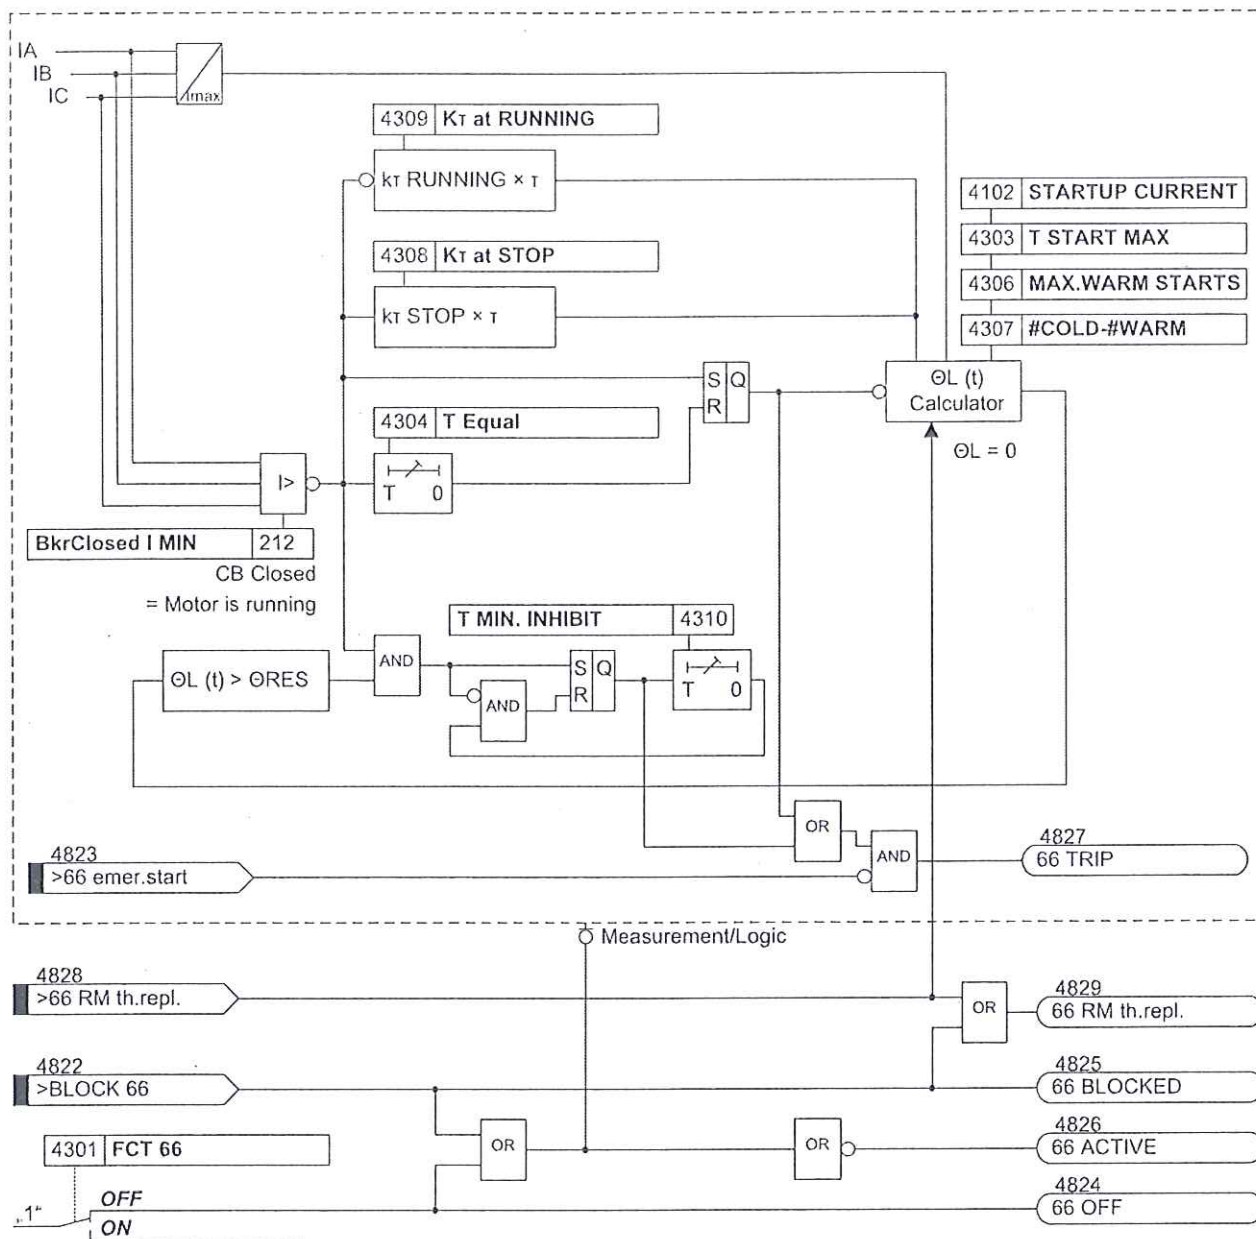 IA
IB
IC
Imax
4309 Kτ at RUNNING
kτ RUNNING × τ
4308 Kτ at STOP
kτ STOP × τ
4102 STARTUP CURRENT
4303 T START MAX
4306 MAX.WARM STARTS
4307 #COLD-#WARM
S Q
R
ΘL (t)
Calculator
ΘL = 0
4304 T Equal
T 0
I>
BkrClosed I MIN 212
CB Closed
= Motor is running
T MIN. INHIBIT 4310
ΘL (t) > ΘRES
AND
S Q
R
AND
T 0
OR
AND
4823
>66 emer.start
4827
66 TRIP
Measurement/Logic
4828
>66 RM th.repl.
OR
4829
66 RM th.repl.
4822
>BLOCK 66
4825
66 BLOCKED
OR
OR
4826
66 ACTIVE
4301 FCT 66
4824
66 OFF
„1“
OFF
ON